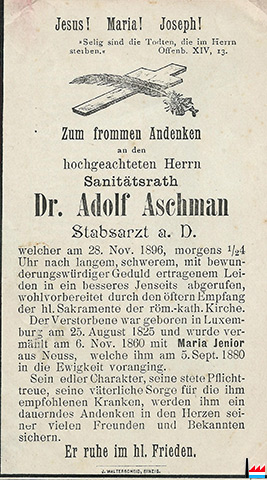 Jesus! Maria! Joseph!
»Selig sind die Todten, die im Herrn
sterben.« Offenb. XIV, 13.
Zum frommen Andenken
an den
hochgeachteten Herrn
Sanitätsrath
Dr. Adolf Aschman
Stabsarzt a. D.
welcher am 28. Nov. 1896, morgens ½4
Uhr nach langem, schwerem, mit bewun-
derungswürdiger Geduld ertragenem Lei-
den in ein besseres Jenseits abgerufen,
wohlvorbereitet durch den öftern Empfang
der hl. Sakramente der röm.-kath. Kirche.
Der Verstorbene war geboren in Luxem-
burg am 25. August 1825 und wurde ver-
mählt am 6. Nov. 1860 mit Maria Jenior
aus Neuss, welche ihm am 5. Sept. 1880
in die Ewigkeit voranging.
Sein edler Charakter, seine stete Pflicht-
treue, seine väterliche Sorge für die ihm
empfohlenen Kranken, werden ihm ein
dauerndes Andenken in den Herzen sei-
ner vielen Freunden und Bekannten
sichern.
Er ruhe im hl. Frieden.
J. WALTERSCHEID, SINZIG.